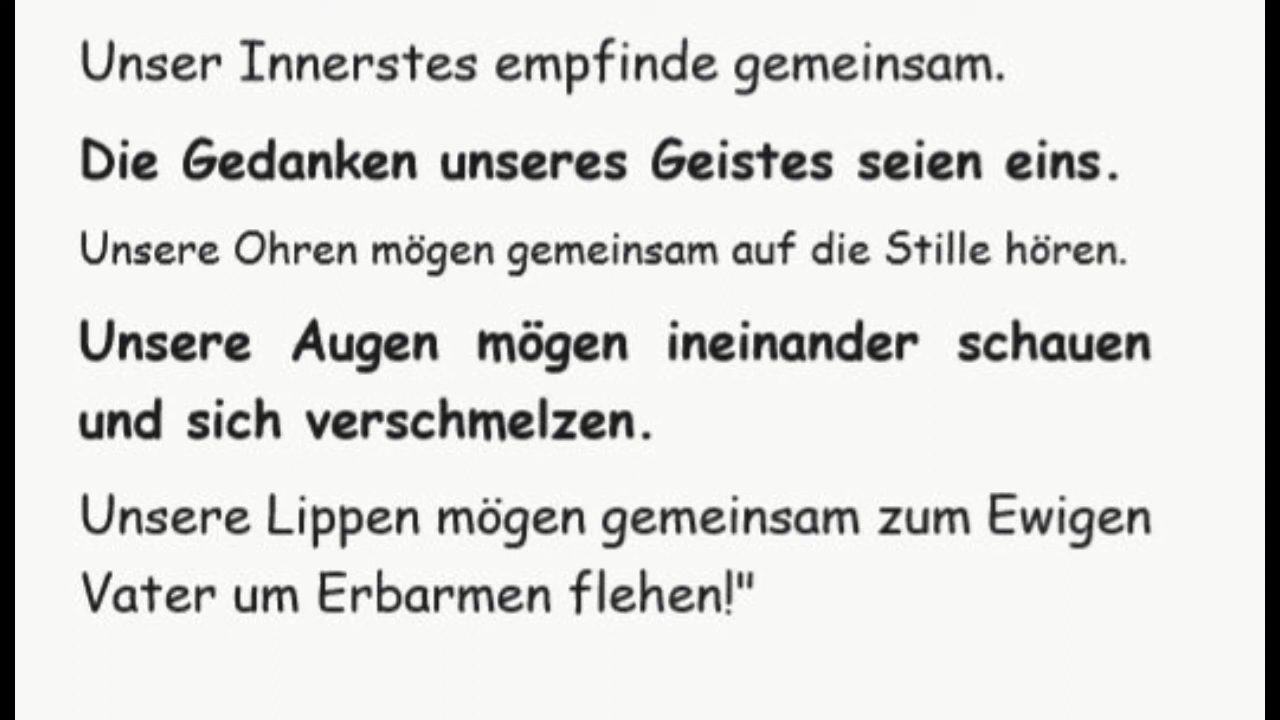 Unser Innerstes empfinde gemeinsam.
Die Gedanken unseres Geistes seien eins.
Unsere Ohren mögen gemeinsam auf die Stille hören.
Unsere Augen mögen ineinander schauen
und sich verschmelzen.
Unsere Lippen mögen gemeinsam zum Ewigen
Vater um Erbarmen flehen!"